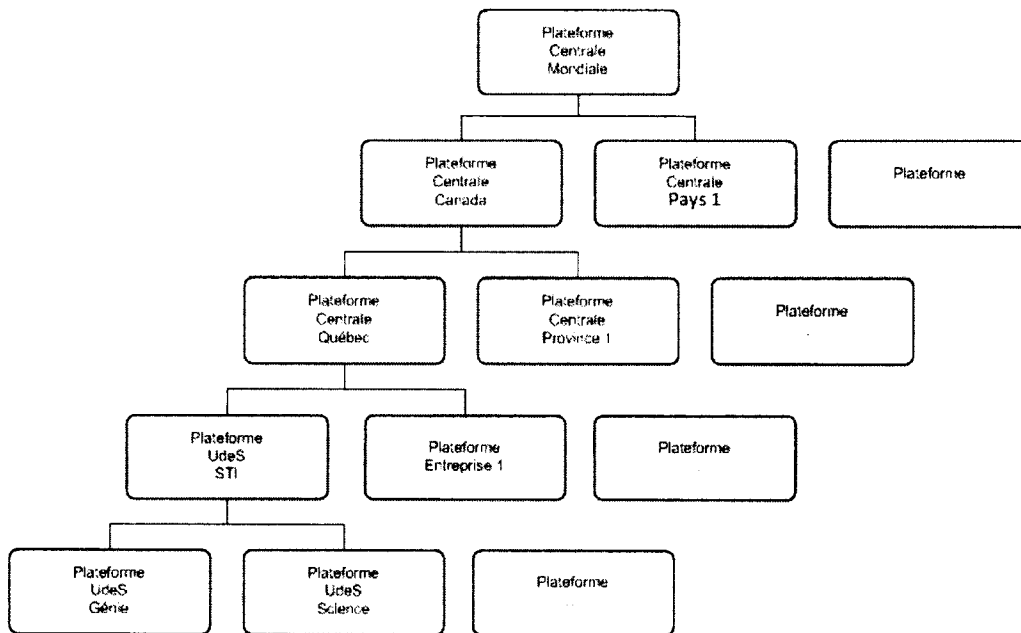 Plateforme
Centrale
Mondiale
Plateforme
Centrale
Canada
Plateforme
Centrale
Pays 1
Plateforme
Plateforme
Centrale
Québec
Plateforme
Centrale
Province 1
Plateforme
Plateforme
UdeS
STI
Plateforme
Entreprise 1
Plateforme
Plateforme
UdeS
Génie
Plateforme
UdeS
Science
Plateforme